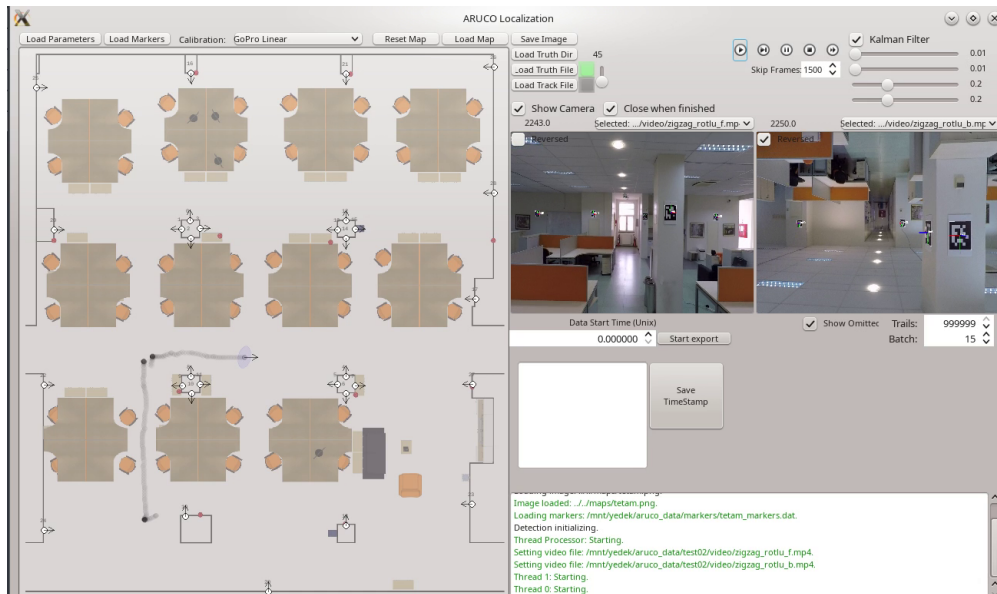 ARUCO Localization
Load Parameters Load Markers Calibration: GoPro Linear Reset Map Load Map Save Image
Load Truth Dir 45
Load Truth File
Load Track File
Skip Frames: 1500
Kalman Filter
0.01
0.01
0.2
0.2
Show Camera Close when finished
2243.0 Selected: .../video/zigzag_rotlu_f.mp 2250.0 Selected: .../video/zigzag_rotlu_b.mp
Reversed Reversed
Data Start Time (Unix) Show Omittec Trails: 999999
0.000000 Start export Batch: 15
Save
TimeStamp
Image loaded: ../../maps/tetam.png.
Loading markers: /mnt/yedek/aruco_data/markers/tetam_markers.dat.
Detection initializing.
Thread Processor: Starting.
Setting video file: /mnt/yedek/aruco_data/test02/video/zigzag_rotlu_f.mp4.
Setting video file: /mnt/yedek/aruco_data/test02/video/zigzag_rotlu_b.mp4.
Thread 1: Starting.
Thread 0: Starting.